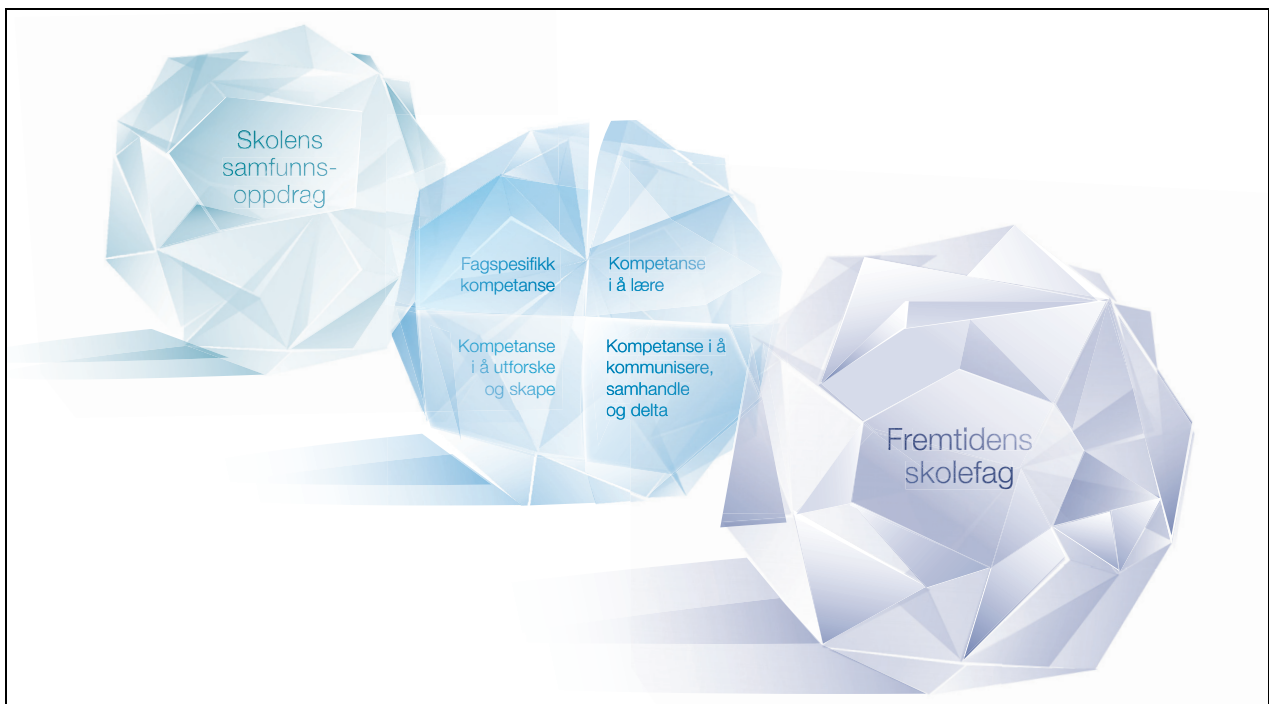 Skolens
samfunns-
oppdrag
Fagspesifikk
kompetanse
Kompetanse
i å lære
Kompetanse
i å utforske
og skape
Kompetanse i å
kommunisere,
samhandle
og delta
Fremtidens
skolefag